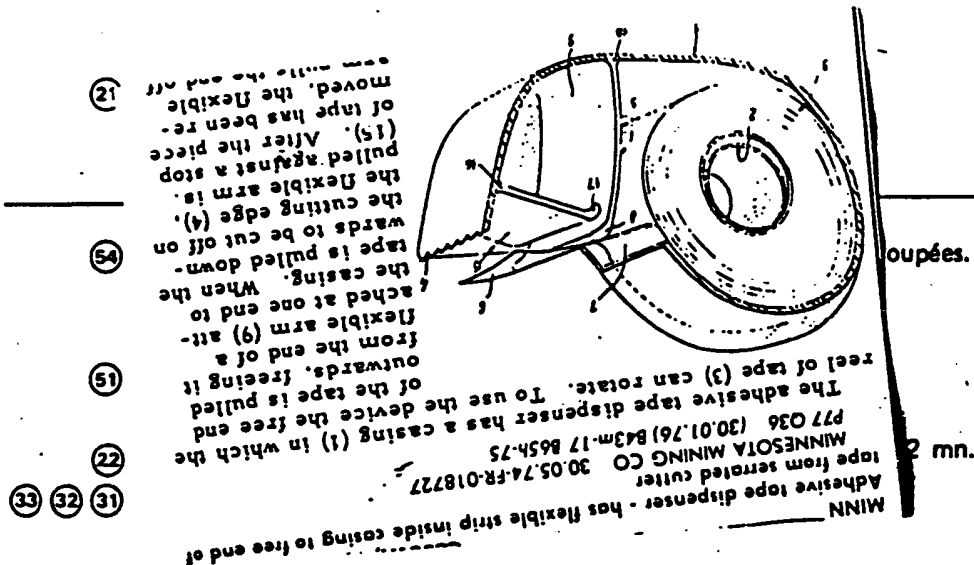 21
54
oupées.
51
22
2 mn.
33 32 31
MINN
Adhesive tape dispenser - has flexible strip inside casing to free end of
tape from serrated cutter
MINNESOTA MINING CO 30.05.74-FR-018727
P77 Q36 (30.01.76) B43m-17 B65h-75
The adhesive tape dispenser has a casing (1) in which the
reel of tape (3) can rotate. To use the device the free end
of the tape is pulled
outwards, freeing it
from the end of a
flexible arm (9) att-
ached at one end to
the casing. When the
tape is pulled down-
wards to be cut off on
the cutting edge (4),
the flexible arm is
pulled against a stop
(15). After the piece
of tape has been re-
moved, the flexible
arm pulls the end off